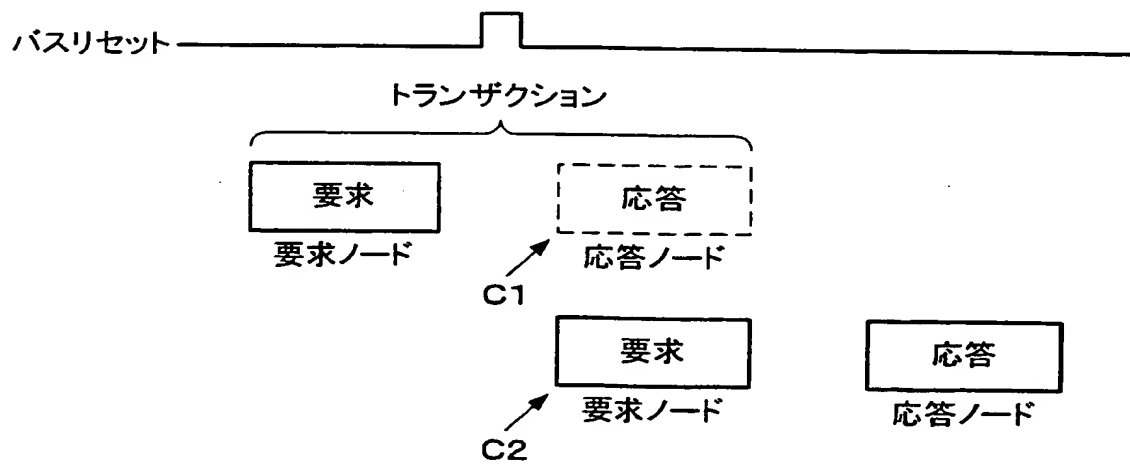 バスリセット
トランザクション
要求
応答
要求ノード
応答ノード
C1
要求
応答
要求ノード
応答ノード
C2